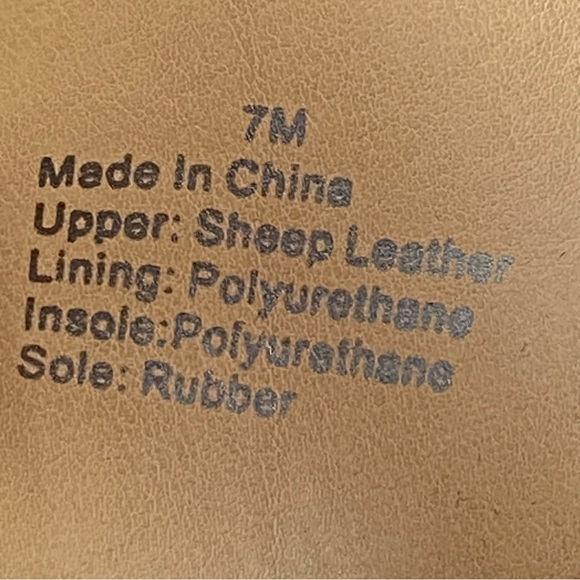 7M
Made In China
Upper: Sheep Leather
Lining: Polyurethane
Insole:Polyurethane
Sole: Rubber